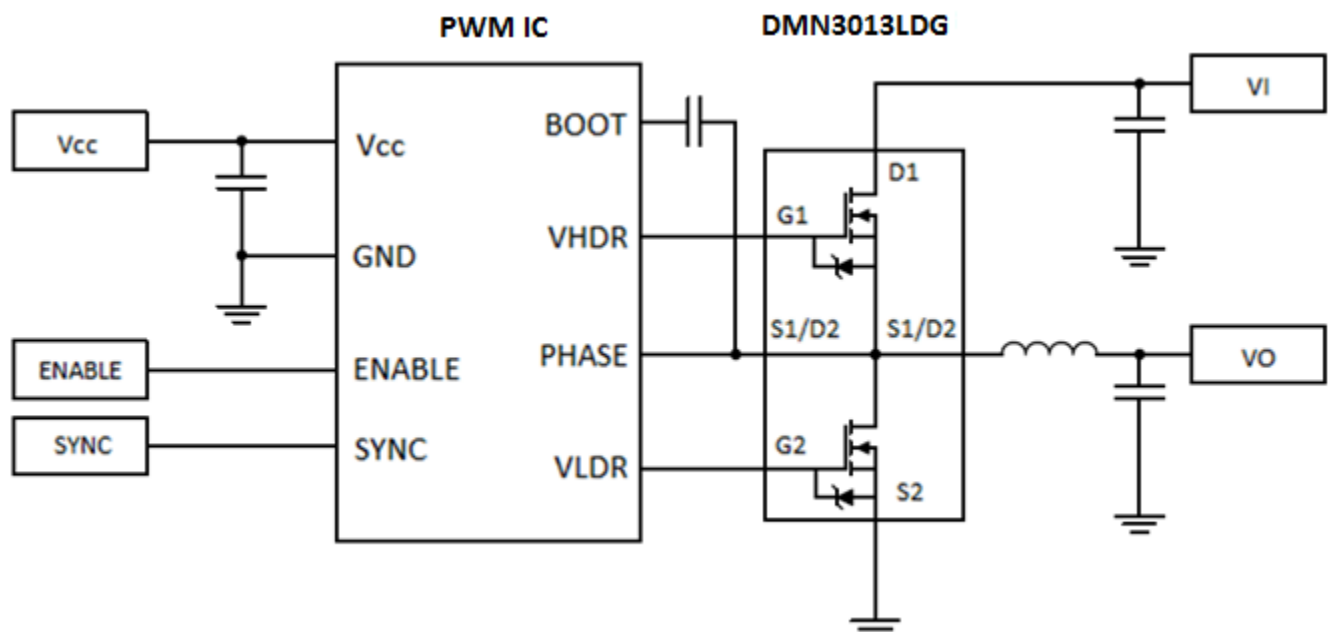 PWM IC
DMN3013LDG
Vcc
Vcc
GND
ENABLE
ENABLE
SYNC
SYNC
BOOT
VHDR
PHASE
VLDR
D1
G1
S1/D2
S1/D2
G2
S2
VI
VO